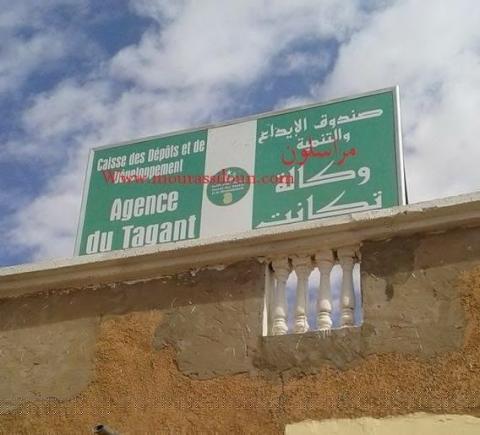 Caisse des Dépôts et de
Développement
Agence
du Tagant
صندوق الإيداع
والتنمية
وكالة
تكانت
مراسلون
www.mourassiloun.com